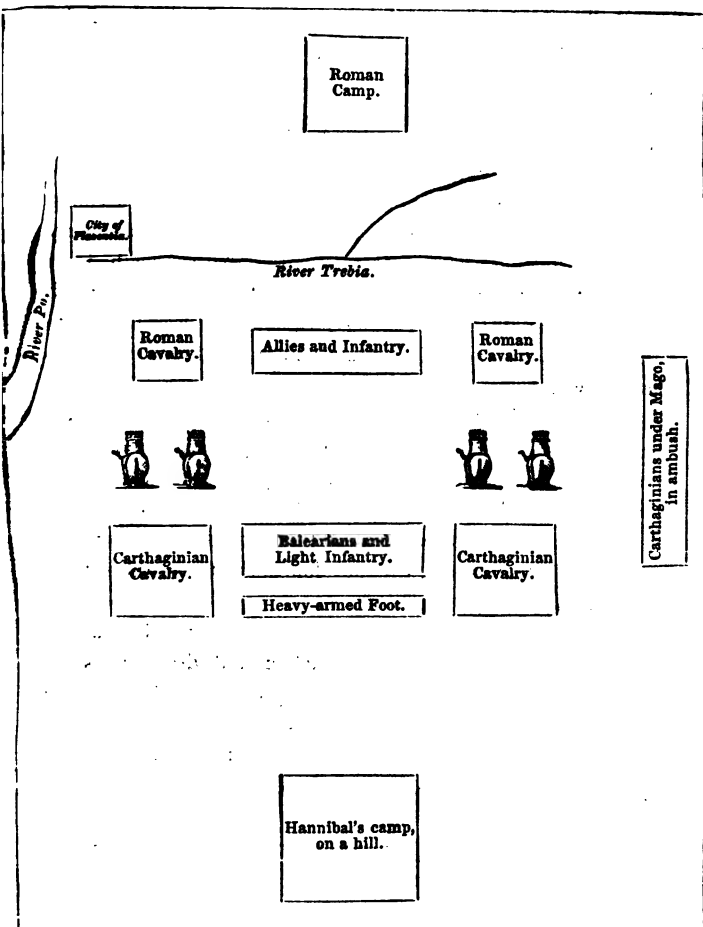 Roman
Camp.
City of
Placentia.
River Trebia.
River Po.
Roman
Cavalry.
Allies and Infantry.
Roman
Cavalry.
Carthaginians under Mago,
in ambush.
Carthaginian
Cavalry.
Balearians and
Light Infantry.
Carthaginian
Cavalry.
Heavy-armed Foot.
Hannibal's camp,
on a hill.